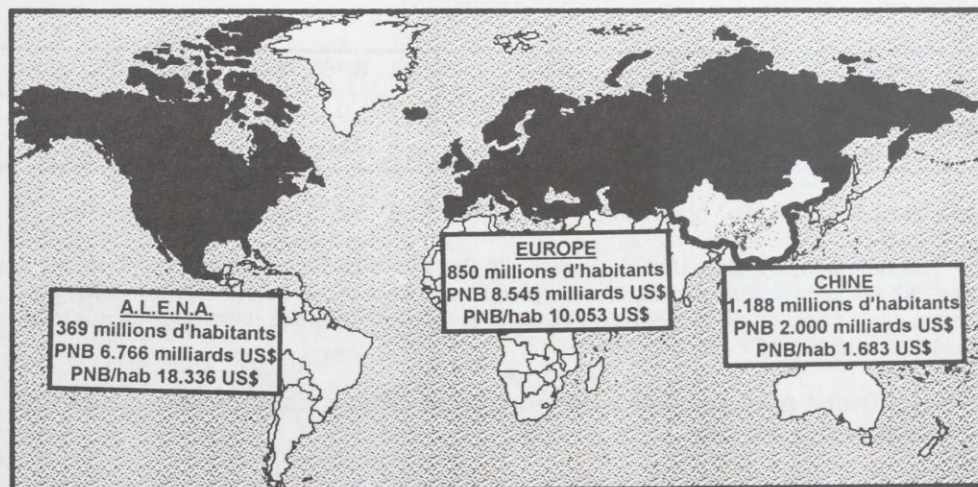 A.L.E.N.A.
369 millions d'habitants
PNB 6.766 milliards US$
PNB/hab 18.336 US$
EUROPE
850 millions d'habitants
PNB 8.545 milliards US$
PNB/hab 10.053 US$
CHINE
1.188 millions d'habitants
PNB 2.000 milliards US$
PNB/hab 1.683 US$